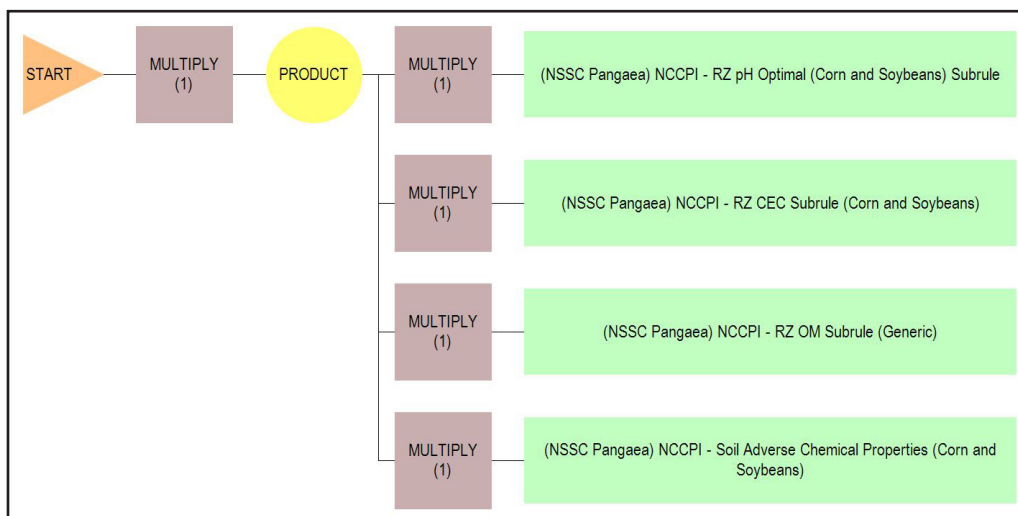 START
MULTIPLY
(1)
PRODUCT
MULTIPLY
(1)
(NSSC Pangaea) NCCPI - RZ pH Optimal (Corn and Soybeans) Subrule
MULTIPLY
(1)
(NSSC Pangaea) NCCPI - RZ CEC Subrule (Corn and Soybeans)
MULTIPLY
(1)
(NSSC Pangaea) NCCPI - RZ OM Subrule (Generic)
MULTIPLY
(1)
(NSSC Pangaea) NCCPI - Soil Adverse Chemical Properties (Corn and
Soybeans)